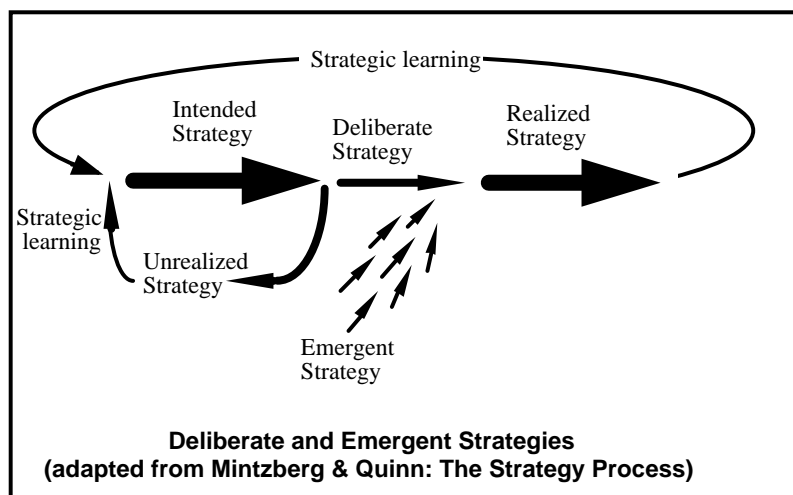 Strategic learning
Intended
Strategy
Deliberate
Strategy
Realized
Strategy
Strategic
learning
Unrealized
Strategy
Emergent
Strategy
Deliberate and Emergent Strategies
(adapted from Mintzberg & Quinn: The Strategy Process)